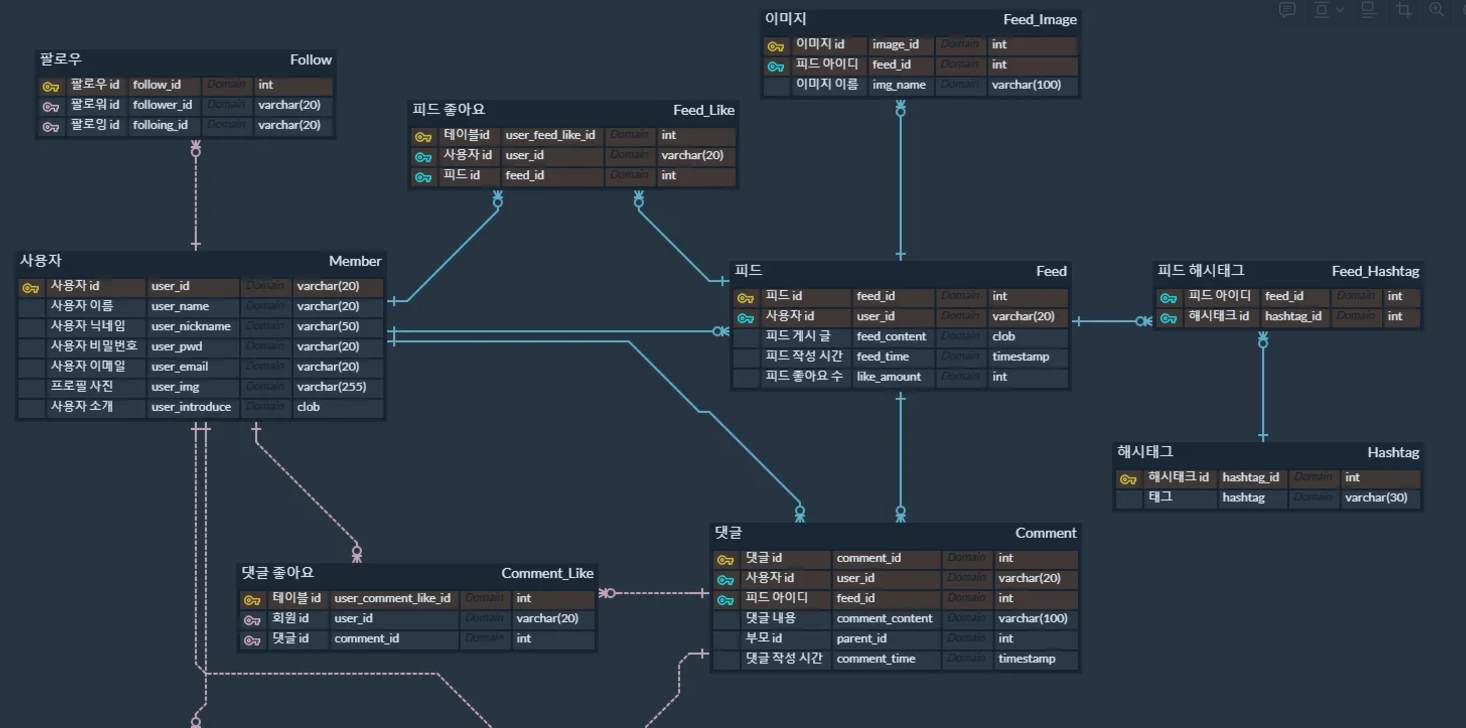 이미지 Feed_Image
이미지 id image_id Domain int
피드 아이디 feed_id Domain int
이미지 이름 img_name Domain varchar(100)
팔로우 Follow
팔로우 id follow_id Domain int
팔로워 id follower_id Domain varchar(20)
팔로잉 id folloing_id Domain varchar(20)
피드 좋아요 Feed_Like
테이블id user_feed_like_id Domain int
사용자 id user_id Domain varchar(20)
피드 id feed_id Domain int
사용자 Member
사용자 id user_id Domain varchar(20)
사용자 이름 user_name Domain varchar(20)
사용자 닉네임 user_nickname Domain varchar(50)
사용자 비밀번호 user_pwd Domain varchar(20)
사용자 이메일 user_email Domain varchar(20)
프로필 사진 user_img Domain varchar(255)
사용자 소개 user_introduce Domain clob
피드 Feed
피드 id feed_id Domain int
사용자 id user_id Domain varchar(20)
피드 게시 글 feed_content Domain clob
피드 작성 시간 feed_time Domain timestamp
피드 좋아요 수 like_amount Domain int
피드 해시태그 Feed_Hashtag
피드 아이디 feed_id Domain int
해시태크 id hashtag_id Domain int
해시태그 Hashtag
해시태크 id hashtag_id Domain int
태그 hashtag Domain varchar(30)
댓글 Comment
댓글 id comment_id Domain int
사용자 id user_id Domain varchar(20)
피드 아이디 feed_id Domain int
댓글 내용 comment_content Domain varchar(100)
부모 id parent_id Domain int
댓글 작성 시간 comment_time Domain timestamp
댓글 좋아요 Comment_Like
테이블 id user_comment_like_id Domain int
회원 id user_id Domain varchar(20)
댓글 id comment_id Domain int